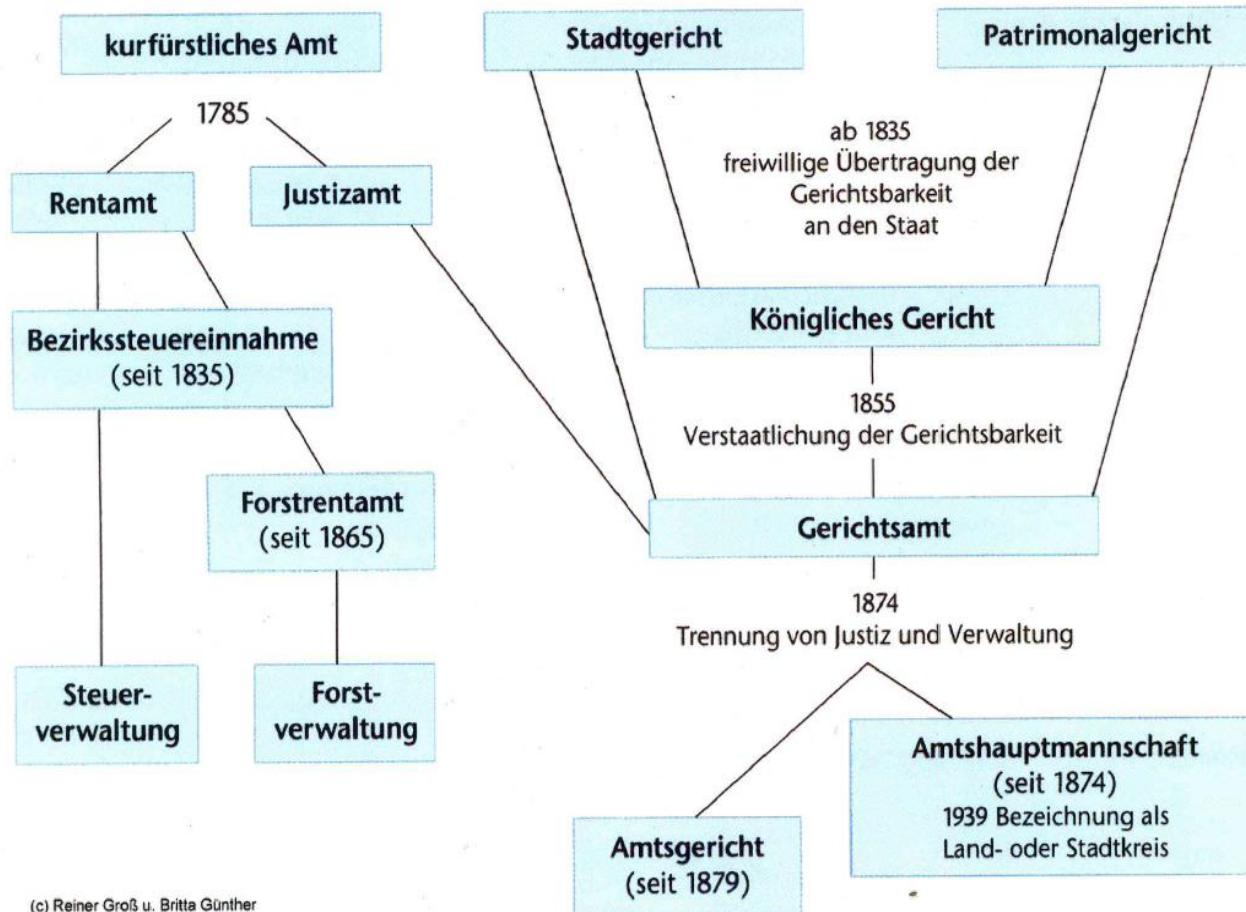 kurfürstliches Amt
Stadtgericht
Patrimonalgericht
1785
ab 1835
freiwillige Übertragung der
Gerichtsbarkeit
an den Staat
Rentamt
Justizamt
Königliches Gericht
Bezirkssteuereinnahme
(seit 1835)
1855
Verstaatlichung der Gerichtsbarkeit
Forstrentamt
(seit 1865)
Gerichtsamt
1874
Trennung von Justiz und Verwaltung
Steuer-
verwaltung
Forst-
verwaltung
Amtshauptmannschaft
(seit 1874)
1939 Bezeichnung als
Land- oder Stadtkreis
Amtsgericht
(seit 1879)
(c) Reiner Groß u. Britta Günther